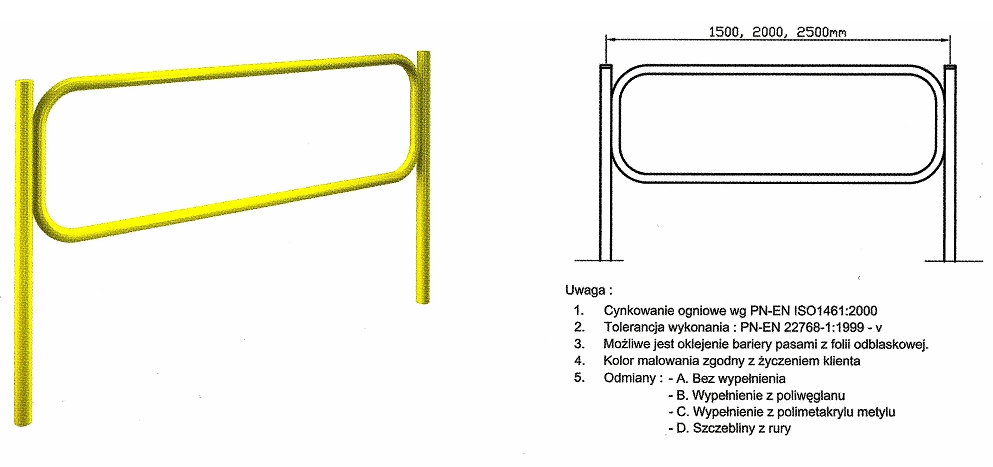 1500, 2000, 2500mm
Uwaga :
1. Cynkowanie ogniowe wg PN-EN ISO1461:2000
2. Tolerancja wykonania : PN-EN 22768-1:1999 - v
3. Możliwe jest oklejenie bariery pasami z folii odblaskowej.
4. Kolor malowania zgodny z życzeniem klienta
5. Odmiany : - A. Bez wypełnienia
- B. Wypełnienie z poliwęglanu
- C. Wypełnienie z polimetakrylu metylu
- D. Szczebliny z rury